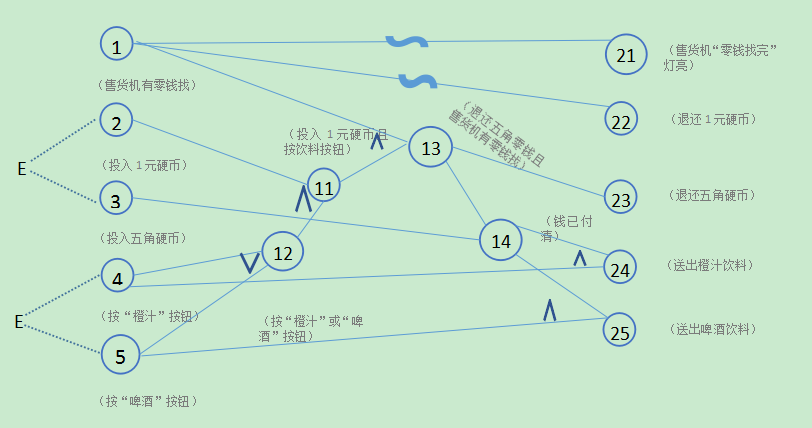 1
21
（售货机“零钱找完”
灯亮）
（售货机有零钱找）
2
22
（退还1元硬币）
（投入 1元硬币且
按饮料按钮）
（退还五角零钱且
售货机有零钱找）
13
E
（投入1元硬币）
11
3
23
（退还五角硬币）
（投入五角硬币）
12
14
（钱已付
清）
4
24
（送出橙汁饮料）
E
（按“橙汁”按钮）
（按“橙汁”或“啤
酒”按钮）
5
25
（送出啤酒饮料）
（按“啤酒”按钮）